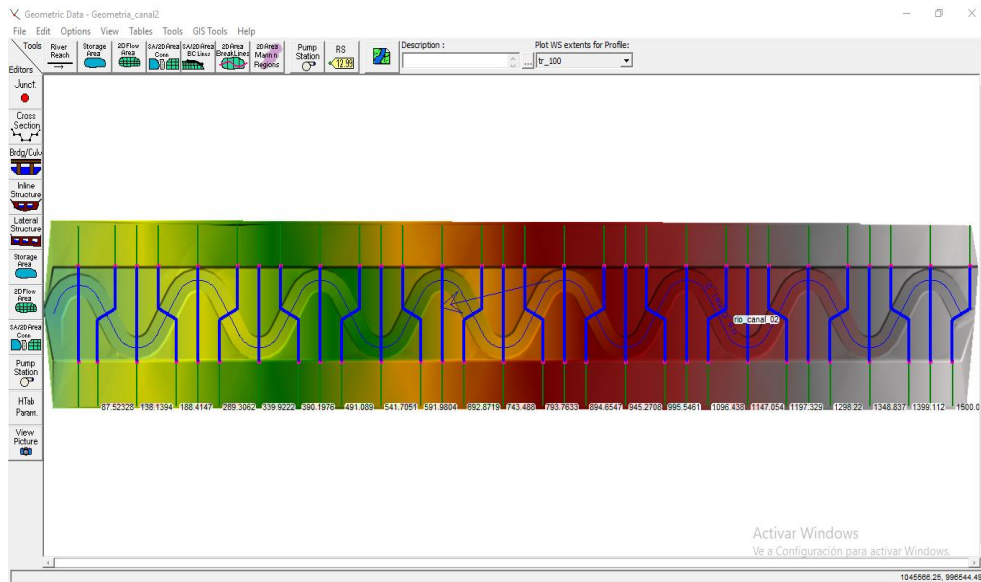 Geometric Data - Geometria_canal2
File Edit Options View Tables Tools GIS Tools Help
Tools
River Reach
Storage Area
2D Flow Area
SA/2D Area Conn
SA/2D Area BC Lines
2D Area BreakLines
2D Area Mann n Regions
Pump Station
RS
12.99
Description :
...
Plot WS extents for Profile:
tr_100
Editors
Junct.
Cross Section
Brdg/Culv
Inline Structure
Lateral Structure
Storage Area
2D Flow Area
SA/2D Area Conn
Pump Station
HTab Param.
View Picture
rio_canal_02
87.52328 138.1394 188.4147 289.3062 339.9222 390.1976 491.089 541.7051 591.9804 692.8719 743.488 793.7633 894.6547 945.2708 995.5461 1096.438 1147.054 1197.329 1298.22 1348.837 1399.112 1500.0
Activar Windows
Ve a Configuración para activar Windows.
1045566.25, 996544.49